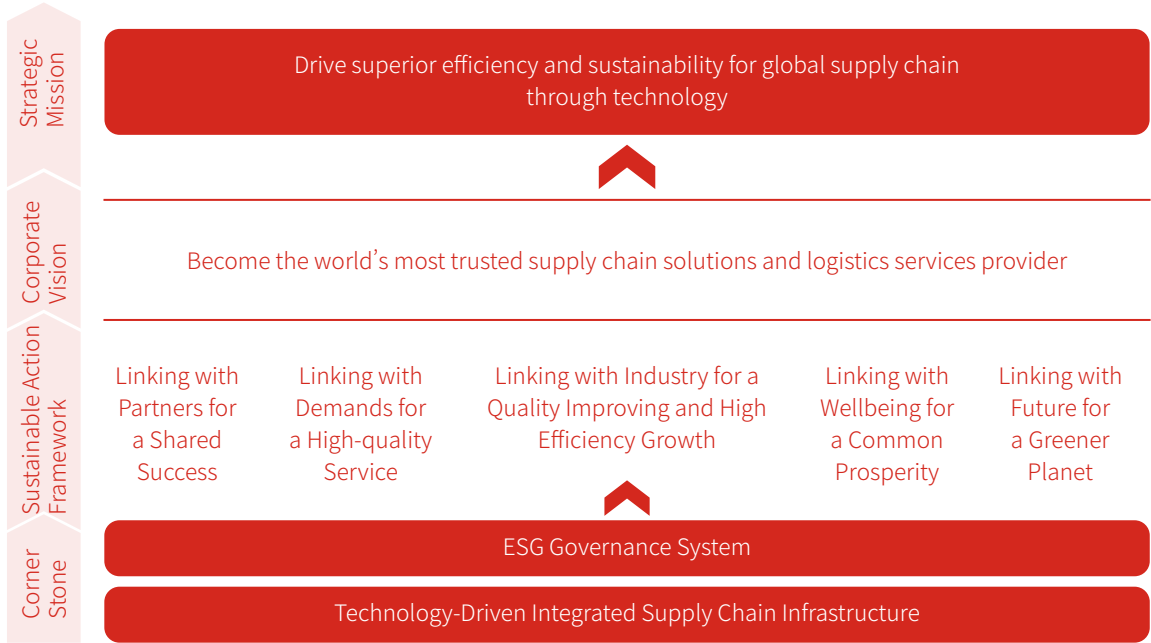 Strategic
Mission
Drive superior efficiency and sustainability for global supply chain
through technology
Corporate
Vision
Become the world’s most trusted supply chain solutions and logistics services provider
Sustainable Action
Framework
Linking with
Partners for
a Shared
Success
Linking with
Demands for
a High-quality
Service
Linking with Industry for a
Quality Improving and High
Efficiency Growth
Linking with
Wellbeing for
a Common
Prosperity
Linking with
Future for
a Greener
Planet
Corner
Stone
ESG Governance System
Technology-Driven Integrated Supply Chain Infrastructure